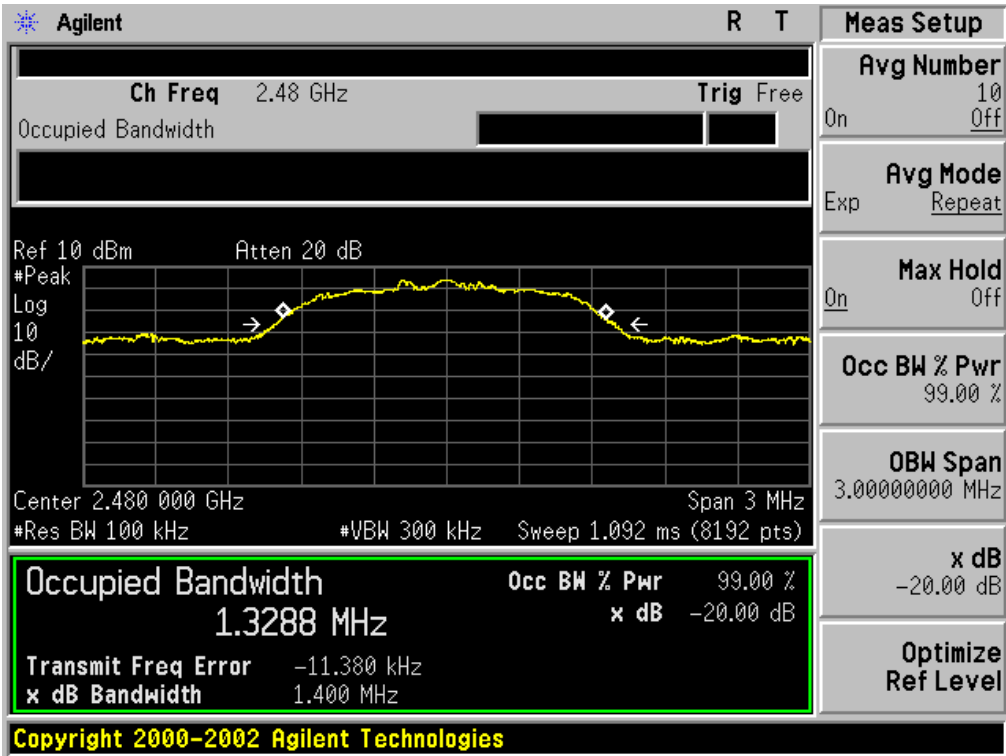 Agilent R T
Ch Freq 2.48 GHz Trig Free
Occupied Bandwidth
Ref 10 dBm Atten 20 dB
#Peak
Log
10
dB/
Center 2.480 000 GHz Span 3 MHz
#Res BW 100 kHz #VBW 300 kHz Sweep 1.092 ms (8192 pts)
Occupied Bandwidth Occ BW % Pwr 99.00 %
1.3288 MHz x dB -20.00 dB
Transmit Freq Error -11.380 kHz
x dB Bandwidth 1.400 MHz
Copyright 2000-2002 Agilent Technologies
Meas Setup
Avg Number
10
On Off
Avg Mode
Exp Repeat
Max Hold
On Off
Occ BW % Pwr
99.00 %
OBW Span
3.00000000 MHz
x dB
-20.00 dB
Optimize
Ref Level